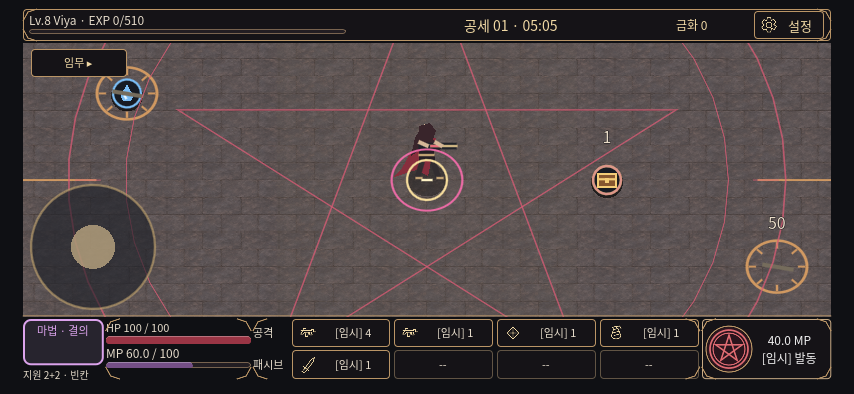 Lv.8 Viya · EXP 0/510
공세 01 · 05:05
금화 0
설정
임무 ▸
1
50
마법 · 결의
지원 2+2 · 빈칸
HP 100 / 100
MP 60.0 / 100
공격
패시브
[임시] 4
[임시] 1
[임시] 1
[임시] 1
[임시] 1
--
--
--
40.0 MP
[임시] 발동